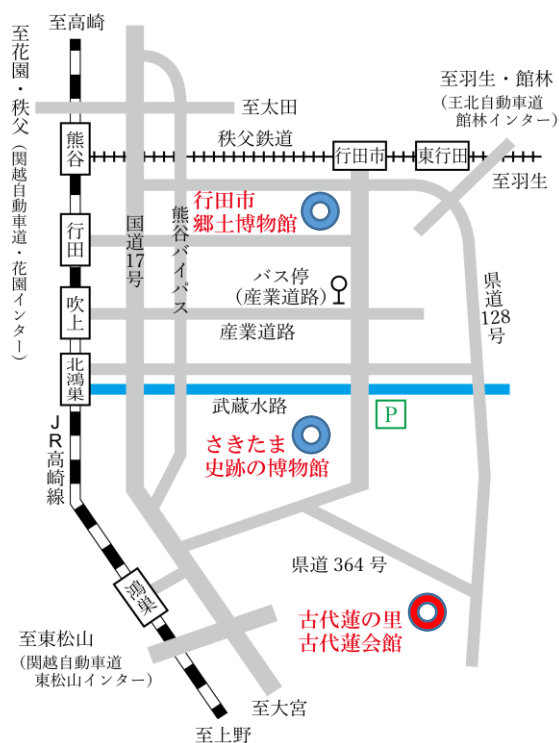 至高崎
至花園・秩父（関越自動車道・花園インター）
至太田
至羽生・館林
（王北自動車道
館林インター）
熊谷
秩父鉄道
行田市
東行田
至羽生
行田市
郷土博物館
国道17号
熊谷バイパス
行田
バス停
（産業道路）
県道128号
吹上
産業道路
北鴻巣
武蔵水路
P
JR高崎線
さきたま
史跡の博物館
県道 364 号
鴻巣
古代蓮の里
古代蓮会館
至東松山
（関越自動車道
東松山インター）
至大宮
至上野